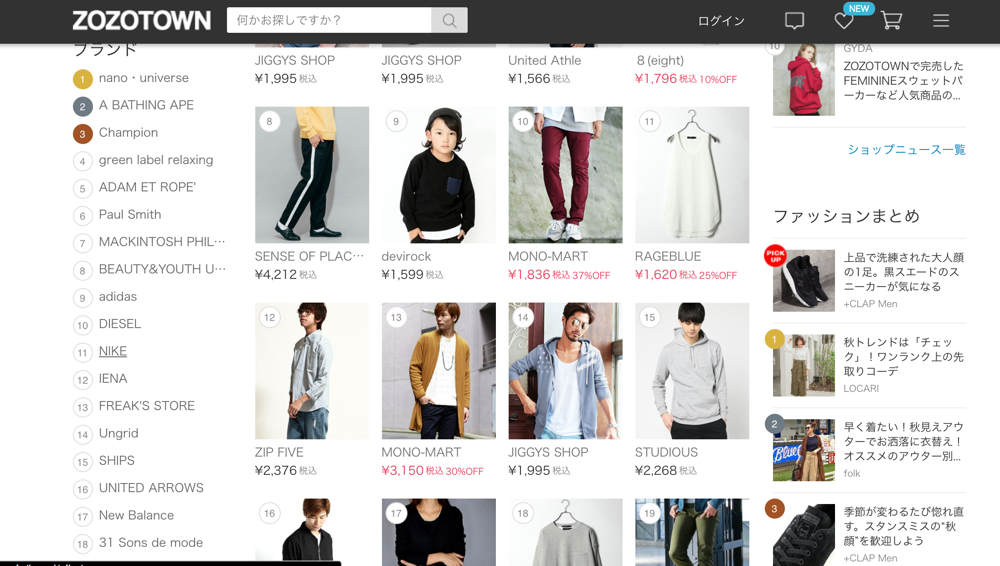 ZOZOTOWN
何かお探しですか？
ログイン
NEW
ブランド
1 nano・universe
2 A BATHING APE
3 Champion
4 green label relaxing
5 ADAM ET ROPE'
6 Paul Smith
7 MACKINTOSH PHIL…
8 BEAUTY&YOUTH U…
9 adidas
10 DIESEL
11 NIKE
12 IENA
13 FREAK'S STORE
14 Ungrid
15 SHIPS
16 UNITED ARROWS
17 New Balance
18 31 Sons de mode
JIGGYS SHOP
¥1,995 税込
JIGGYS SHOP
¥1,995 税込
United Athle
¥1,566 税込
８(eight)
¥1,796 税込 10%OFF
8
SENSE OF PLAC…
¥4,212 税込
9
devirock
¥1,599 税込
10
MONO-MART
¥1,836 税込 37%OFF
11
RAGEBLUE
¥1,620 税込 25%OFF
12
ZIP FIVE
¥2,376 税込
13
MONO-MART
¥3,150 税込 30%OFF
14
JIGGYS SHOP
¥1,995 税込
15
STUDIOUS
¥2,268 税込
16
17
18
19
10
GYDA
ZOZOTOWNで完売した
FEMININEスウェットパ
ーカーなど人気商品の...
ショップニュース一覧
ファッションまとめ
PICK
UP
上品で洗練された大人顔
の1足。黒スエードのス
ニーカーが気になる
+CLAP Men
1
秋トレンドは「チェッ
ク」！ワンランク上の先
取りコーデ
LOCARI
2
Blue
早く着たい！秋見えアウ
ターでお洒落に衣替え！
オススメのアウター別...
folk
3
季節が変わるたび惚れ直
す。スタンスミスの“秋
顔”を歓迎しよう
+CLAP Men